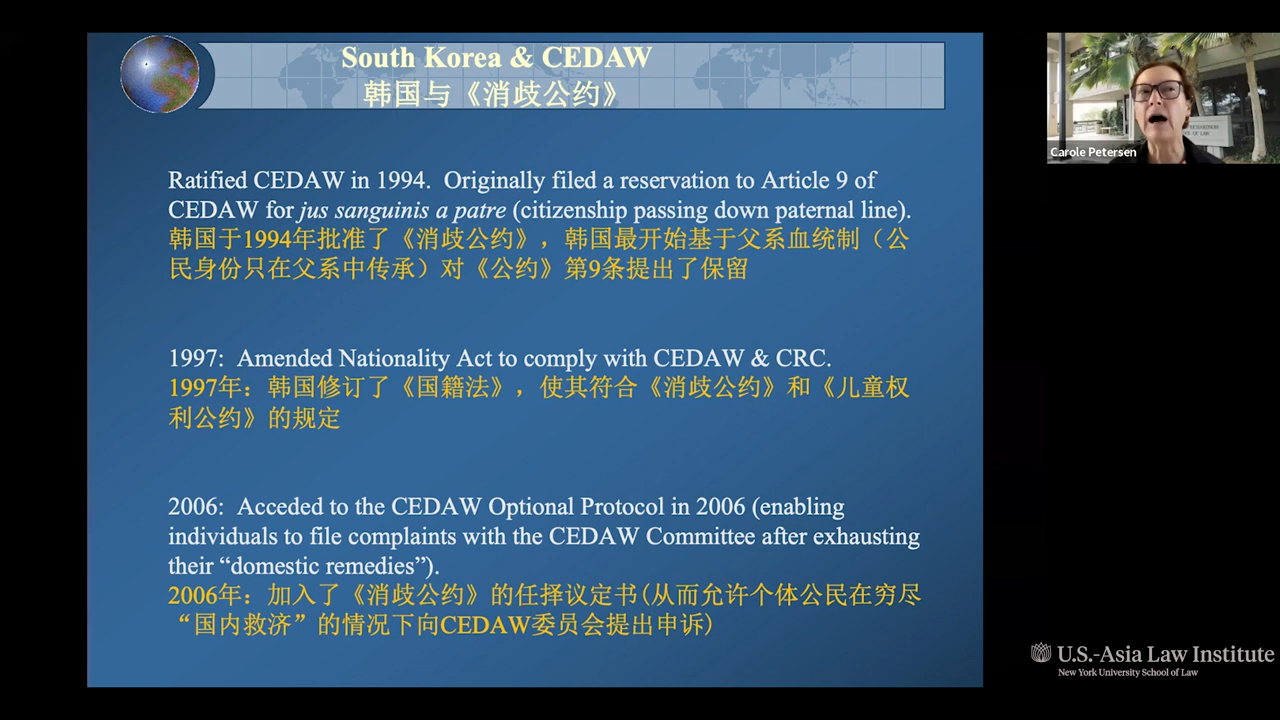 South Korea & CEDAW
韩国与《消歧公约》
Ratified CEDAW in 1994.  Originally filed a reservation to Article 9 of
CEDAW for jus sanguinis a patre (citizenship passing down paternal line).
韩国于1994年批准了《消歧公约》，韩国最开始基于父系血统制（公
民身份只在父系中传承）对《公约》第9条提出了保留
1997:  Amended Nationality Act to comply with CEDAW & CRC.
1997年：韩国修订了《国籍法》，使其符合《消歧公约》和《儿童权
利公约》的规定
2006:  Acceded to the CEDAW Optional Protocol in 2006 (enabling
individuals to file complaints with the CEDAW Committee after exhausting
their “domestic remedies”).
2006年：加入了《消歧公约》的任择议定书(从而允许个体公民在穷尽
“国内救济”的情况下向CEDAW委员会提出申诉)
Carole Petersen
U.S.-Asia Law Institute
New York University School of Law